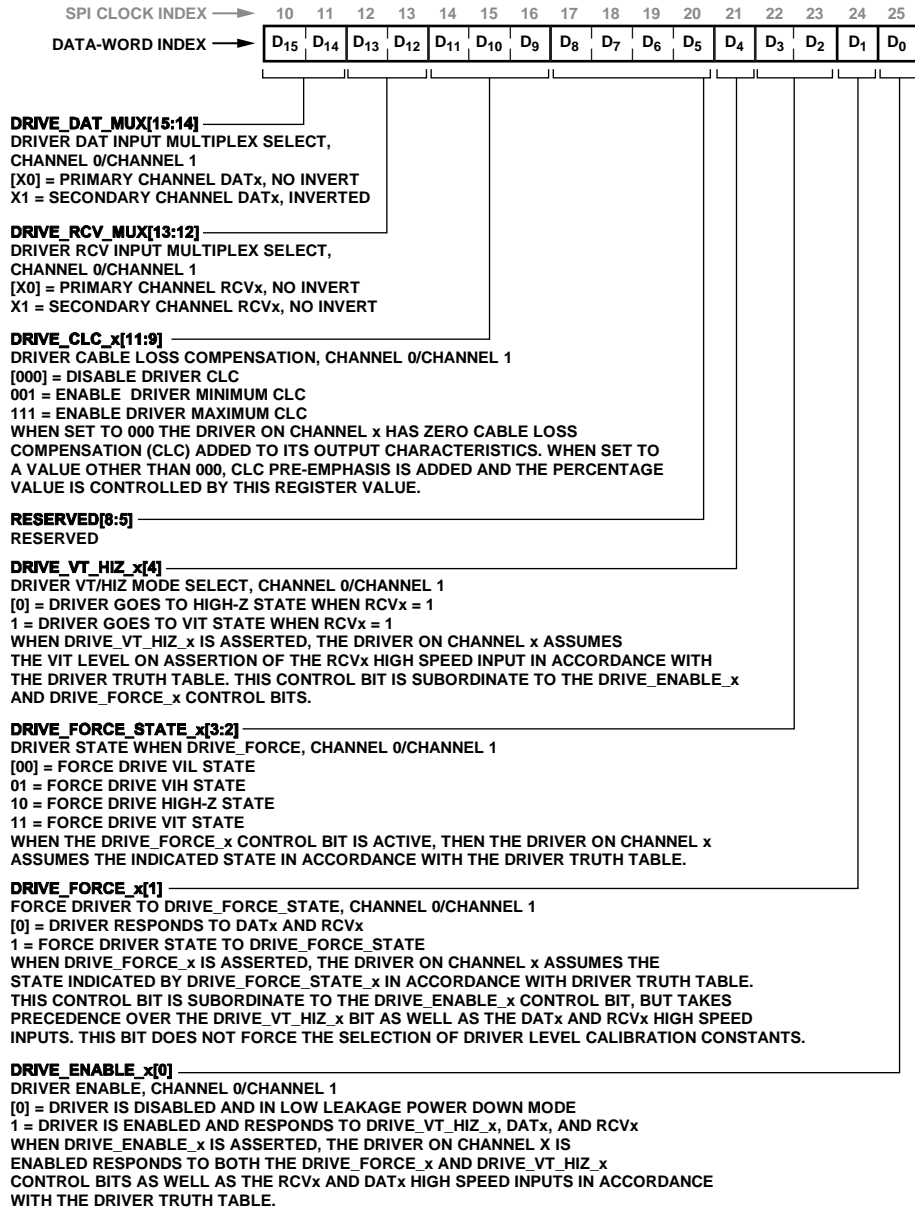 SPI CLOCK INDEX 10 11 12 13 14 15 16 17 18 19 20 21 22 23 24 25
DATA-WORD INDEX D15 D14 D13 D12 D11 D10 D9 D8 D7 D6 D5 D4 D3 D2 D1 D0
DRIVE_DAT_MUX[15:14]
DRIVER DAT INPUT MULTIPLEX SELECT,
CHANNEL 0/CHANNEL 1
[X0] = PRIMARY CHANNEL DATx, NO INVERT
X1 = SECONDARY CHANNEL DATx, INVERTED
DRIVE_RCV_MUX[13:12]
DRIVER RCV INPUT MULTIPLEX SELECT,
CHANNEL 0/CHANNEL 1
[X0] = PRIMARY CHANNEL RCVx, NO INVERT
X1 = SECONDARY CHANNEL RCVx, NO INVERT
DRIVE_CLC_x[11:9]
DRIVER CABLE LOSS COMPENSATION, CHANNEL 0/CHANNEL 1
[000] = DISABLE DRIVER CLC
001 = ENABLE DRIVER MINIMUM CLC
111 = ENABLE DRIVER MAXIMUM CLC
WHEN SET TO 000 THE DRIVER ON CHANNEL x HAS ZERO CABLE LOSS
COMPENSATION (CLC) ADDED TO ITS OUTPUT CHARACTERISTICS. WHEN SET TO
A VALUE OTHER THAN 000, CLC PRE-EMPHASIS IS ADDED AND THE PERCENTAGE
VALUE IS CONTROLLED BY THIS REGISTER VALUE.
RESERVED[8:5]
RESERVED
DRIVE_VT_HIZ_x[4]
DRIVER VT/HIZ MODE SELECT, CHANNEL 0/CHANNEL 1
[0] = DRIVER GOES TO HIGH-Z STATE WHEN RCVx = 1
1 = DRIVER GOES TO VIT STATE WHEN RCVx = 1
WHEN DRIVE_VT_HIZ_x IS ASSERTED, THE DRIVER ON CHANNEL x ASSUMES
THE VIT LEVEL ON ASSERTION OF THE RCVx HIGH SPEED INPUT IN ACCORDANCE WITH
THE DRIVER TRUTH TABLE. THIS CONTROL BIT IS SUBORDINATE TO THE DRIVE_ENABLE_x
AND DRIVE_FORCE_x CONTROL BITS.
DRIVE_FORCE_STATE_x[3:2]
DRIVER STATE WHEN DRIVE_FORCE, CHANNEL 0/CHANNEL 1
[00] = FORCE DRIVE VIL STATE
01 = FORCE DRIVE VIH STATE
10 = FORCE DRIVE HIGH-Z STATE
11 = FORCE DRIVE VIT STATE
WHEN THE DRIVE_FORCE_x CONTROL BIT IS ACTIVE, THEN THE DRIVER ON CHANNEL x
ASSUMES THE INDICATED STATE IN ACCORDANCE WITH THE DRIVER TRUTH TABLE.
DRIVE_FORCE_x[1]
FORCE DRIVER TO DRIVE_FORCE_STATE, CHANNEL 0/CHANNEL 1
[0] = DRIVER RESPONDS TO DATx AND RCVx
1 = FORCE DRIVER STATE TO DRIVE_FORCE_STATE
WHEN DRIVE_FORCE_x IS ASSERTED, THE DRIVER ON CHANNEL x ASSUMES THE
STATE INDICATED BY DRIVE_FORCE_STATE_x IN ACCORDANCE WITH DRIVER TRUTH TABLE.
THIS CONTROL BIT IS SUBORDINATE TO THE DRIVE_ENABLE_x CONTROL BIT, BUT TAKES
PRECEDENCE OVER THE DRIVE_VT_HIZ_x BIT AS WELL AS THE DATx AND RCVx HIGH SPEED
INPUTS. THIS BIT DOES NOT FORCE THE SELECTION OF DRIVER LEVEL CALIBRATION CONSTANTS.
DRIVE_ENABLE_x[0]
DRIVER ENABLE, CHANNEL 0/CHANNEL 1
[0] = DRIVER IS DISABLED AND IN LOW LEAKAGE POWER DOWN MODE
1 = DRIVER IS ENABLED AND RESPONDS TO DRIVE_VT_HIZ_x, DATx, AND RCVx
WHEN DRIVE_ENABLE_x IS ASSERTED, THE DRIVER ON CHANNEL X IS
ENABLED RESPONDS TO BOTH THE DRIVE_FORCE_x AND DRIVE_VT_HIZ_x
CONTROL BITS AS WELL AS THE RCVx AND DATx HIGH SPEED INPUTS IN ACCORDANCE
WITH THE DRIVER TRUTH TABLE.